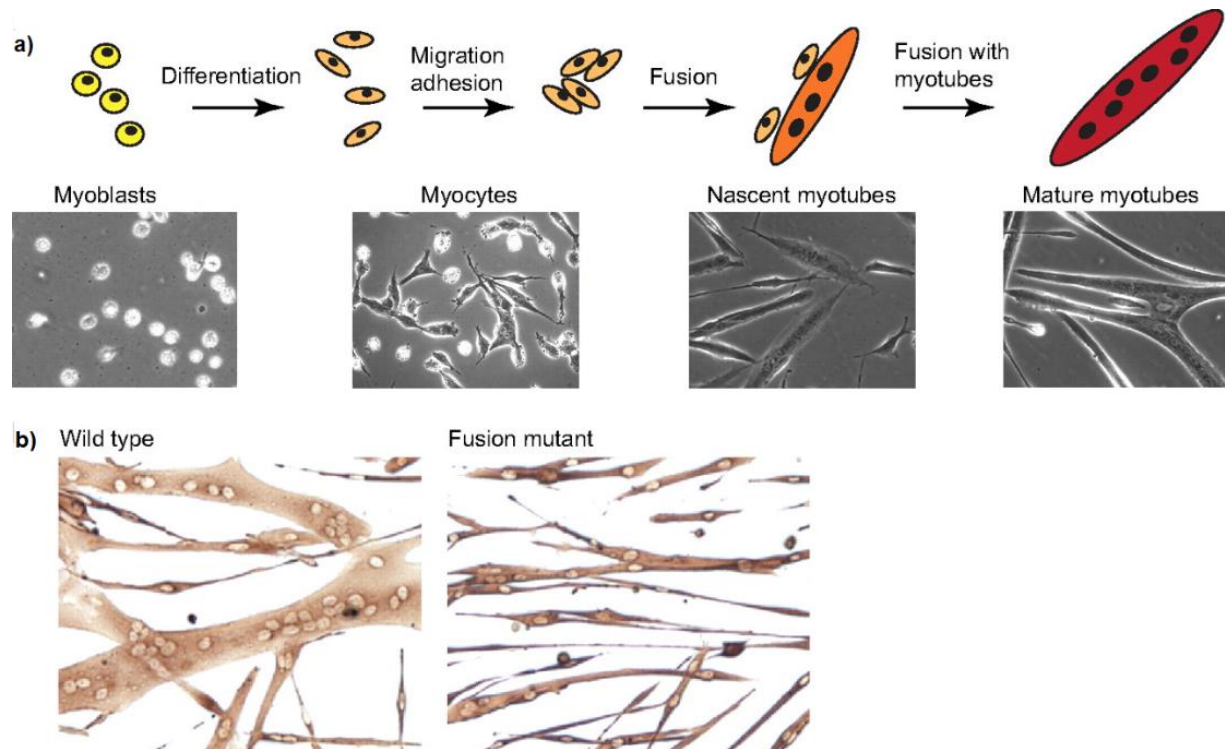 a)
Differentiation
Migration
adhesion
Fusion
Fusion with
myotubes
Myoblasts
Myocytes
Nascent myotubes
Mature myotubes
b)
Wild type
Fusion mutant